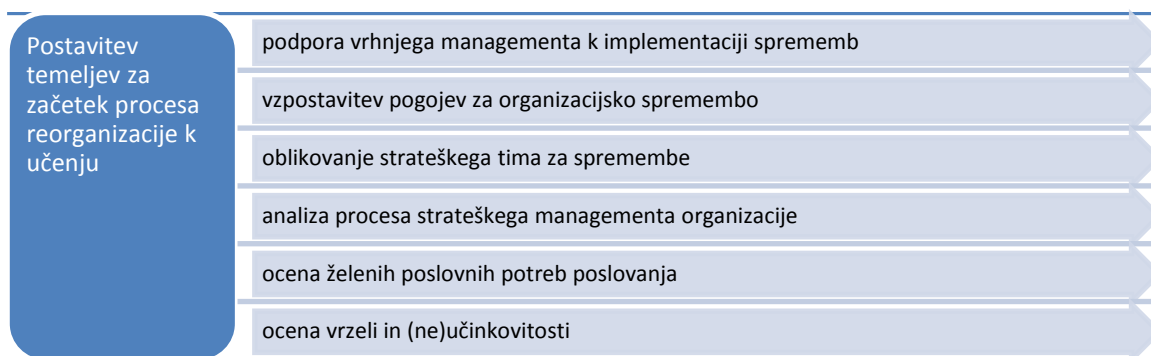 Postavitev
temeljev za
začetek procesa
reorganizacije k
učenju
podpora vrhnjega managementa k implementaciji sprememb
vzpostavitev pogojev za organizacijsko spremembo
oblikovanje strateškega tima za spremembe
analiza procesa strateškega managementa organizacije
ocena želenih poslovnih potreb poslovanja
ocena vrzeli in (ne)učinkovitosti